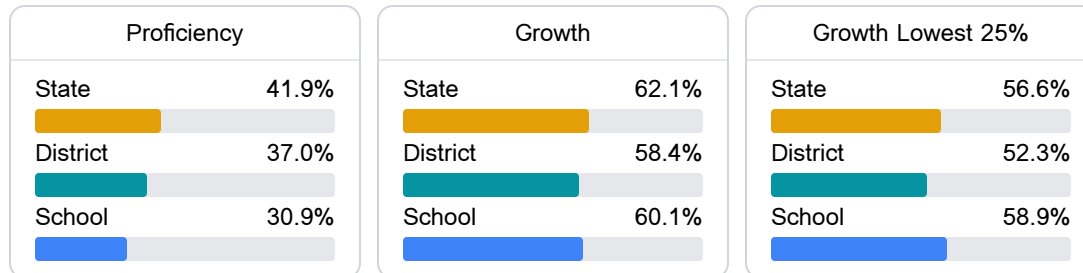 Proficiency
State 41.9%
District 37.0%
School 30.9%
Growth
State 62.1%
District 58.4%
School 60.1%
Growth Lowest 25%
State 56.6%
District 52.3%
School 58.9%